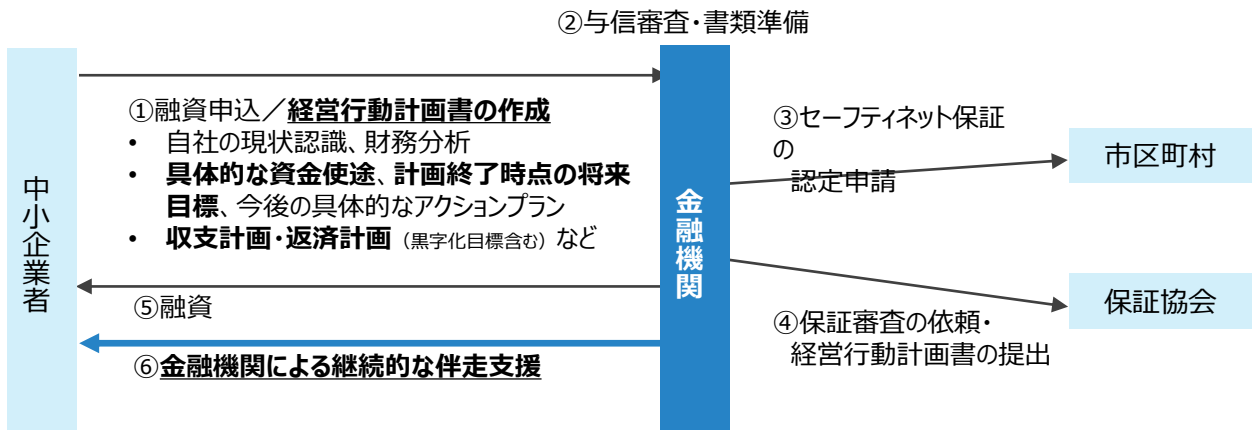 ②与信審査・書類準備
中小企業者
①融資申込／経営行動計画書の作成
• 自社の現状認識、財務分析
• 具体的な資金使途、計画終了時点の将来
目標、今後の具体的なアクションプラン
• 収支計画・返済計画（黒字化目標含む）など
⑤融資
⑥金融機関による継続的な伴走支援
金融機関
③セーフティネット保証
の
認定申請
市区町村
保証協会
④保証審査の依頼・
経営行動計画書の提出